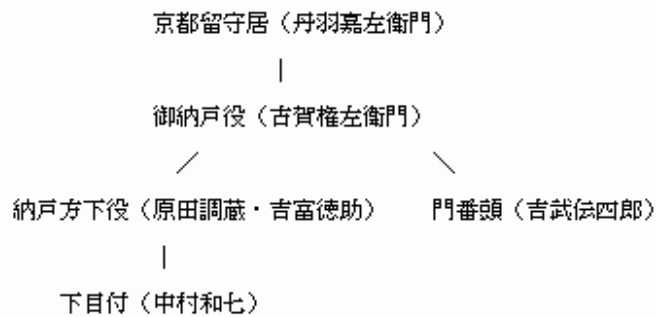 京都留守居（丹羽嘉左衛門）
｜
御納戸役（古賀権左衛門）
／　＼
納戸方下役（原田調蔵・吉富徳助）　門番頭（吉武伝四郎）
｜
下目付（中村和七）